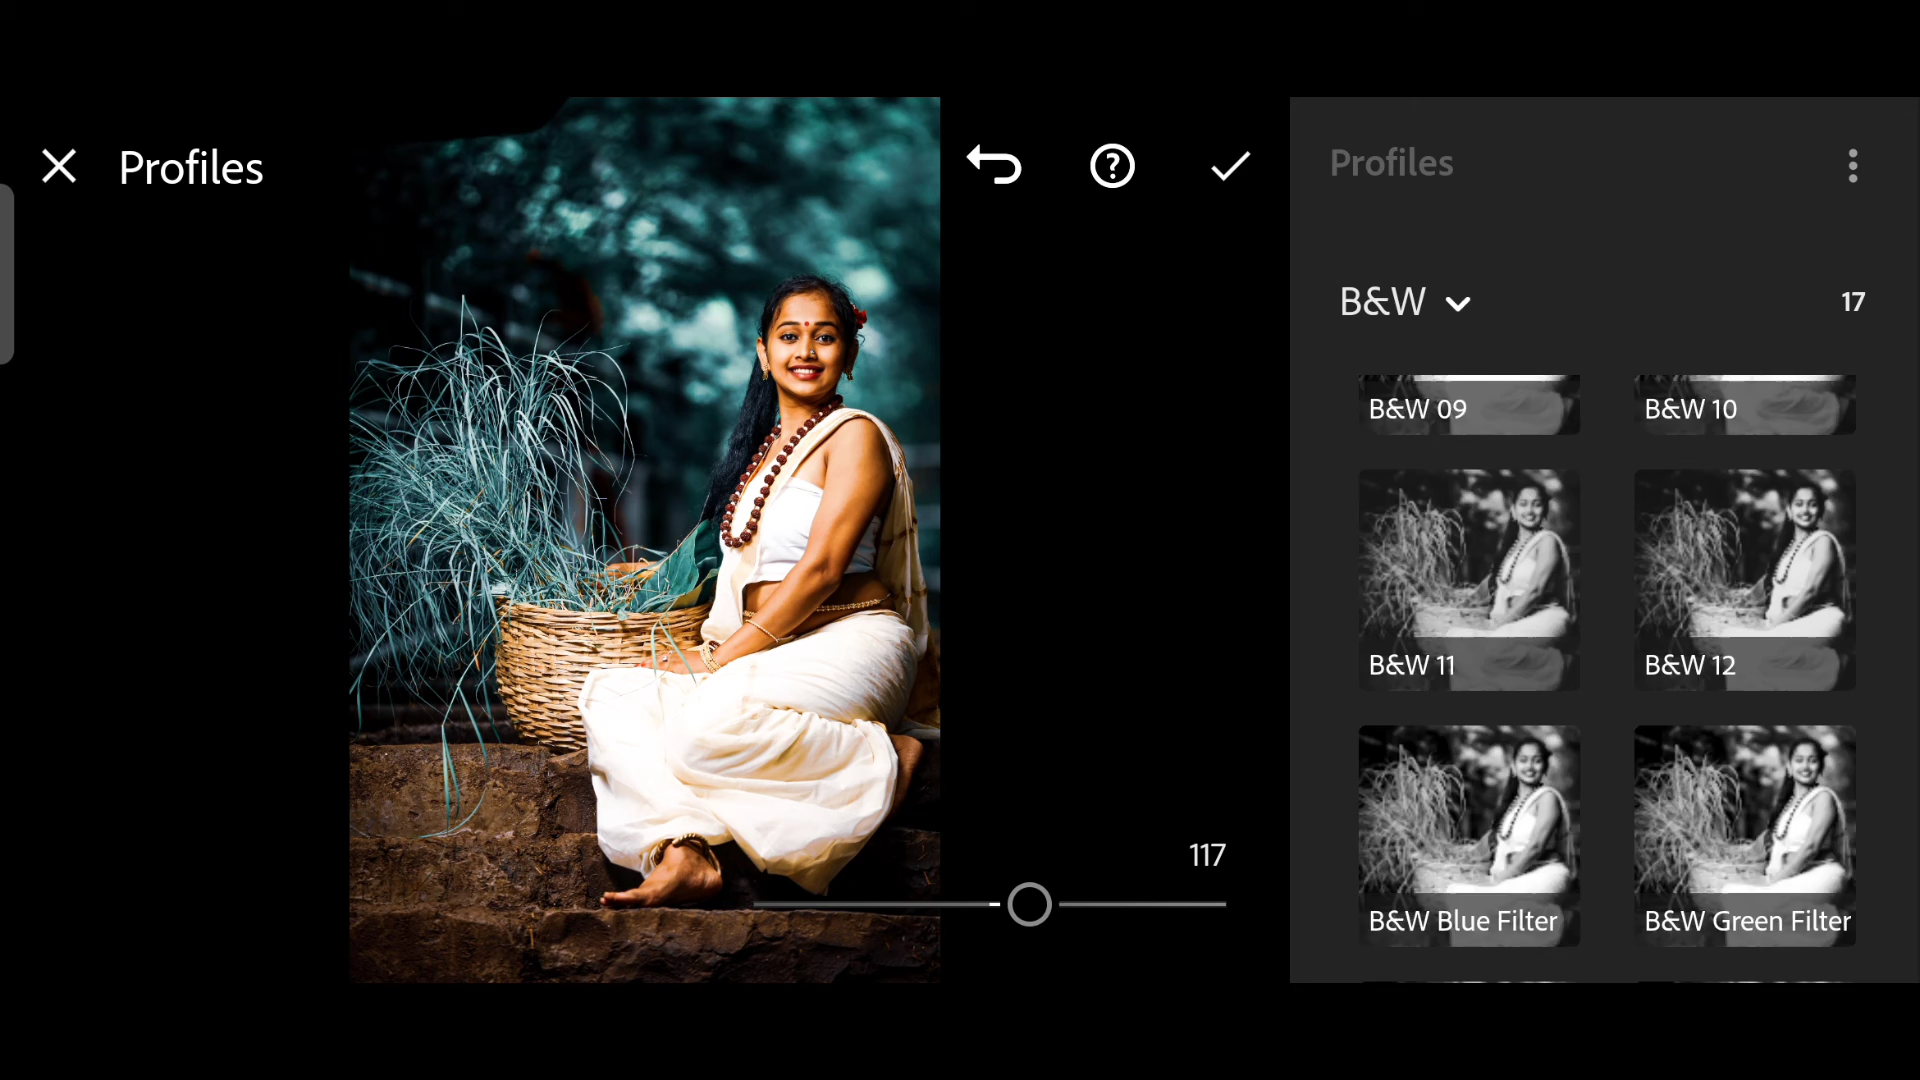 Profiles
Profiles
B&W
17
B&W 09
B&W 10
B&W 11
B&W 12
117
B&W Blue Filter
B&W Green Filter